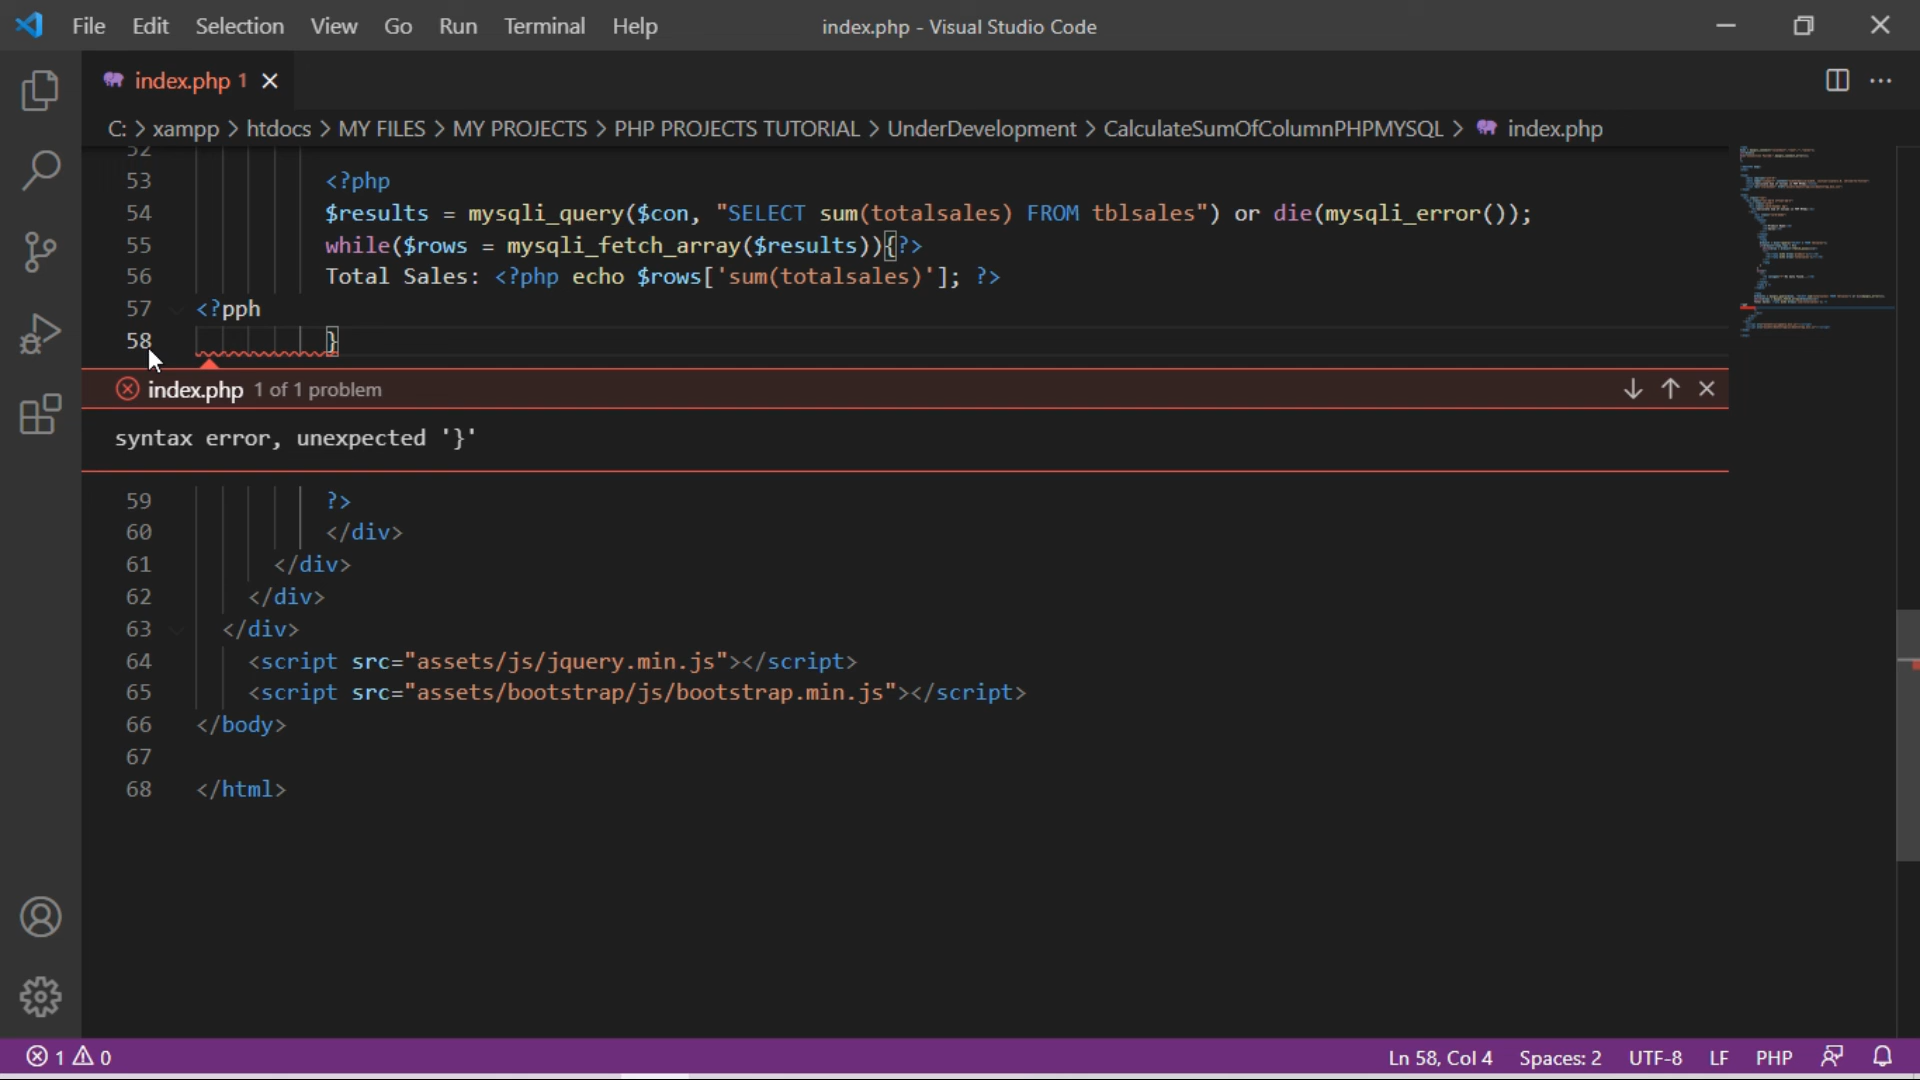 File Edit Selection View Go Run Terminal Help index.php - Visual Studio Code
index.php 1
C: > xampp > htdocs > MY FILES > MY PROJECTS > PHP PROJECTS TUTORIAL > UnderDevelopment > CalculateSumOfColumnPHPMYSQL > index.php
52
53 <?php
54 $results = mysqli_query($con, "SELECT sum(totalsales) FROM tblsales") or die(mysqli_error());
55 while($rows = mysqli_fetch_array($results)){?>
56 Total Sales: <?php echo $rows['sum(totalsales)']; ?>
57 <?pph
58 }
index.php 1 of 1 problem
syntax error, unexpected '}'
59 ?>
60 </div>
61 </div>
62 </div>
63 </div>
64 <script src="assets/js/jquery.min.js"></script>
65 <script src="assets/bootstrap/js/bootstrap.min.js"></script>
66 </body>
67
68 </html>
1 0 Ln 58, Col 4 Spaces: 2 UTF-8 LF PHP